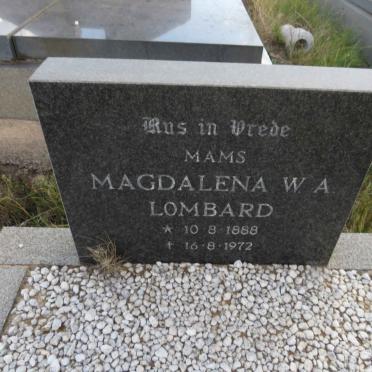 Rus in Vrede
MAMS
MAGDALENA W A
LOMBARD
* 10·8·1888
+ 16·8·1972